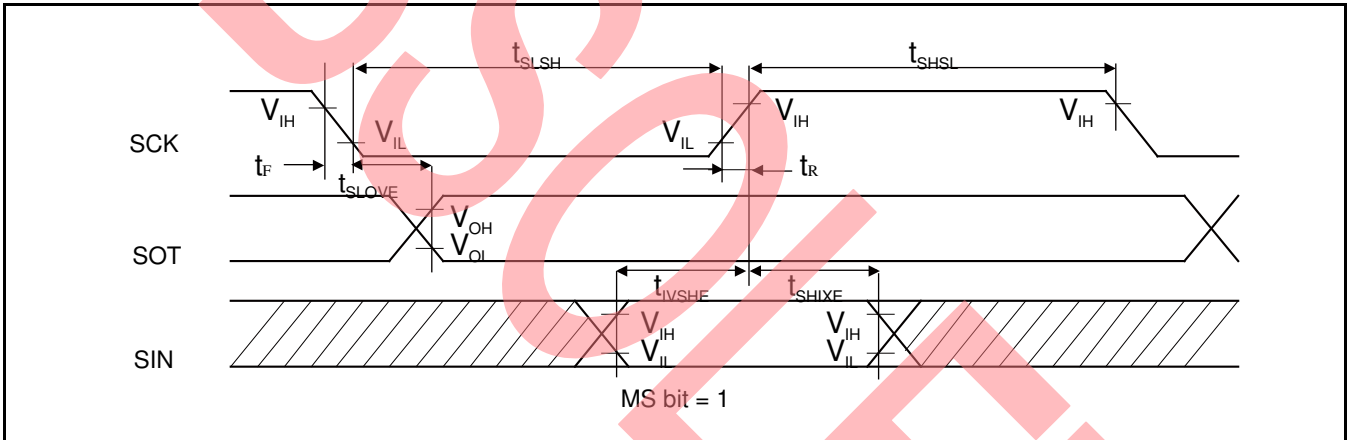 tSLSH
tSHSL
VIH
VIL
VIL
VIH
VIH
SCK
tF
tSLOVE
tR
SOT
VOH
VOL
tIVSHE
tSHIXE
SIN
VIH
VIH
VIL
VIL
MS bit = 1